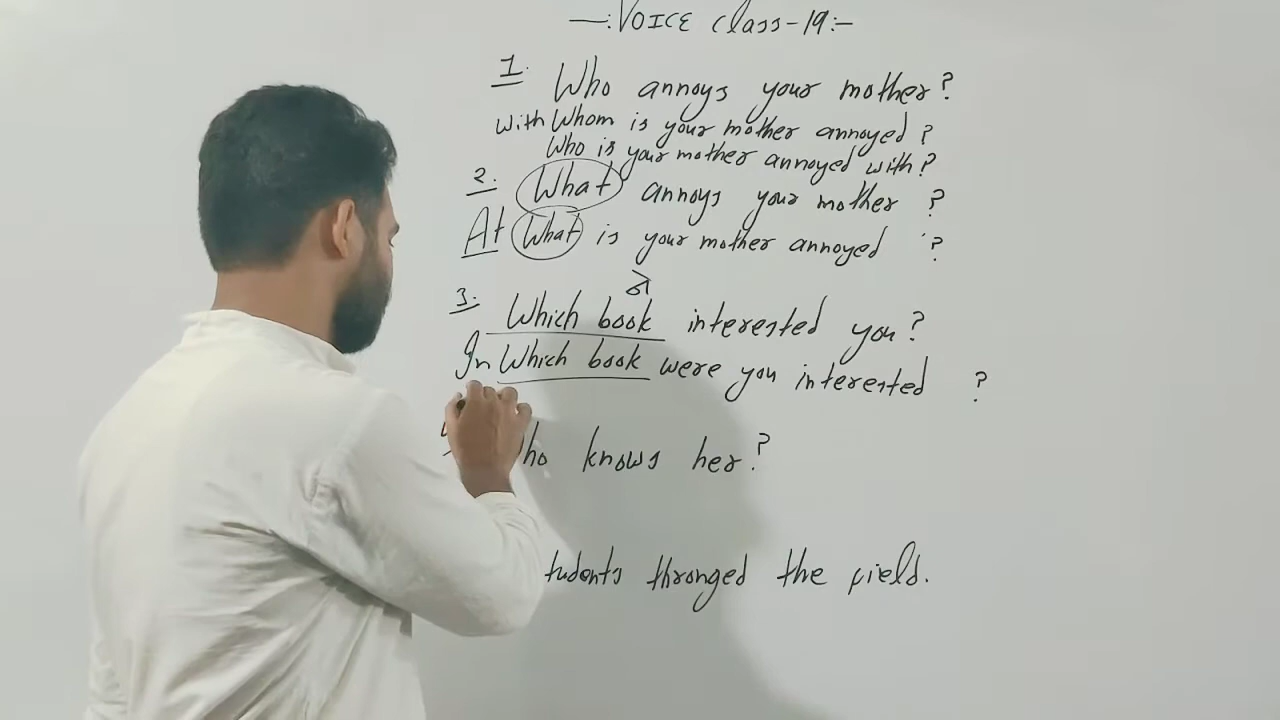 —: VOICE Class-19:—
1. Who annoys your mother?
With Whom is your mother annoyed?
Who is your mother annoyed with?
2. What annoys your mother ?
At What is your mother annoyed ?
3. Which book interested you?
In Which book were you interested ?
knows her?
thronged the field.